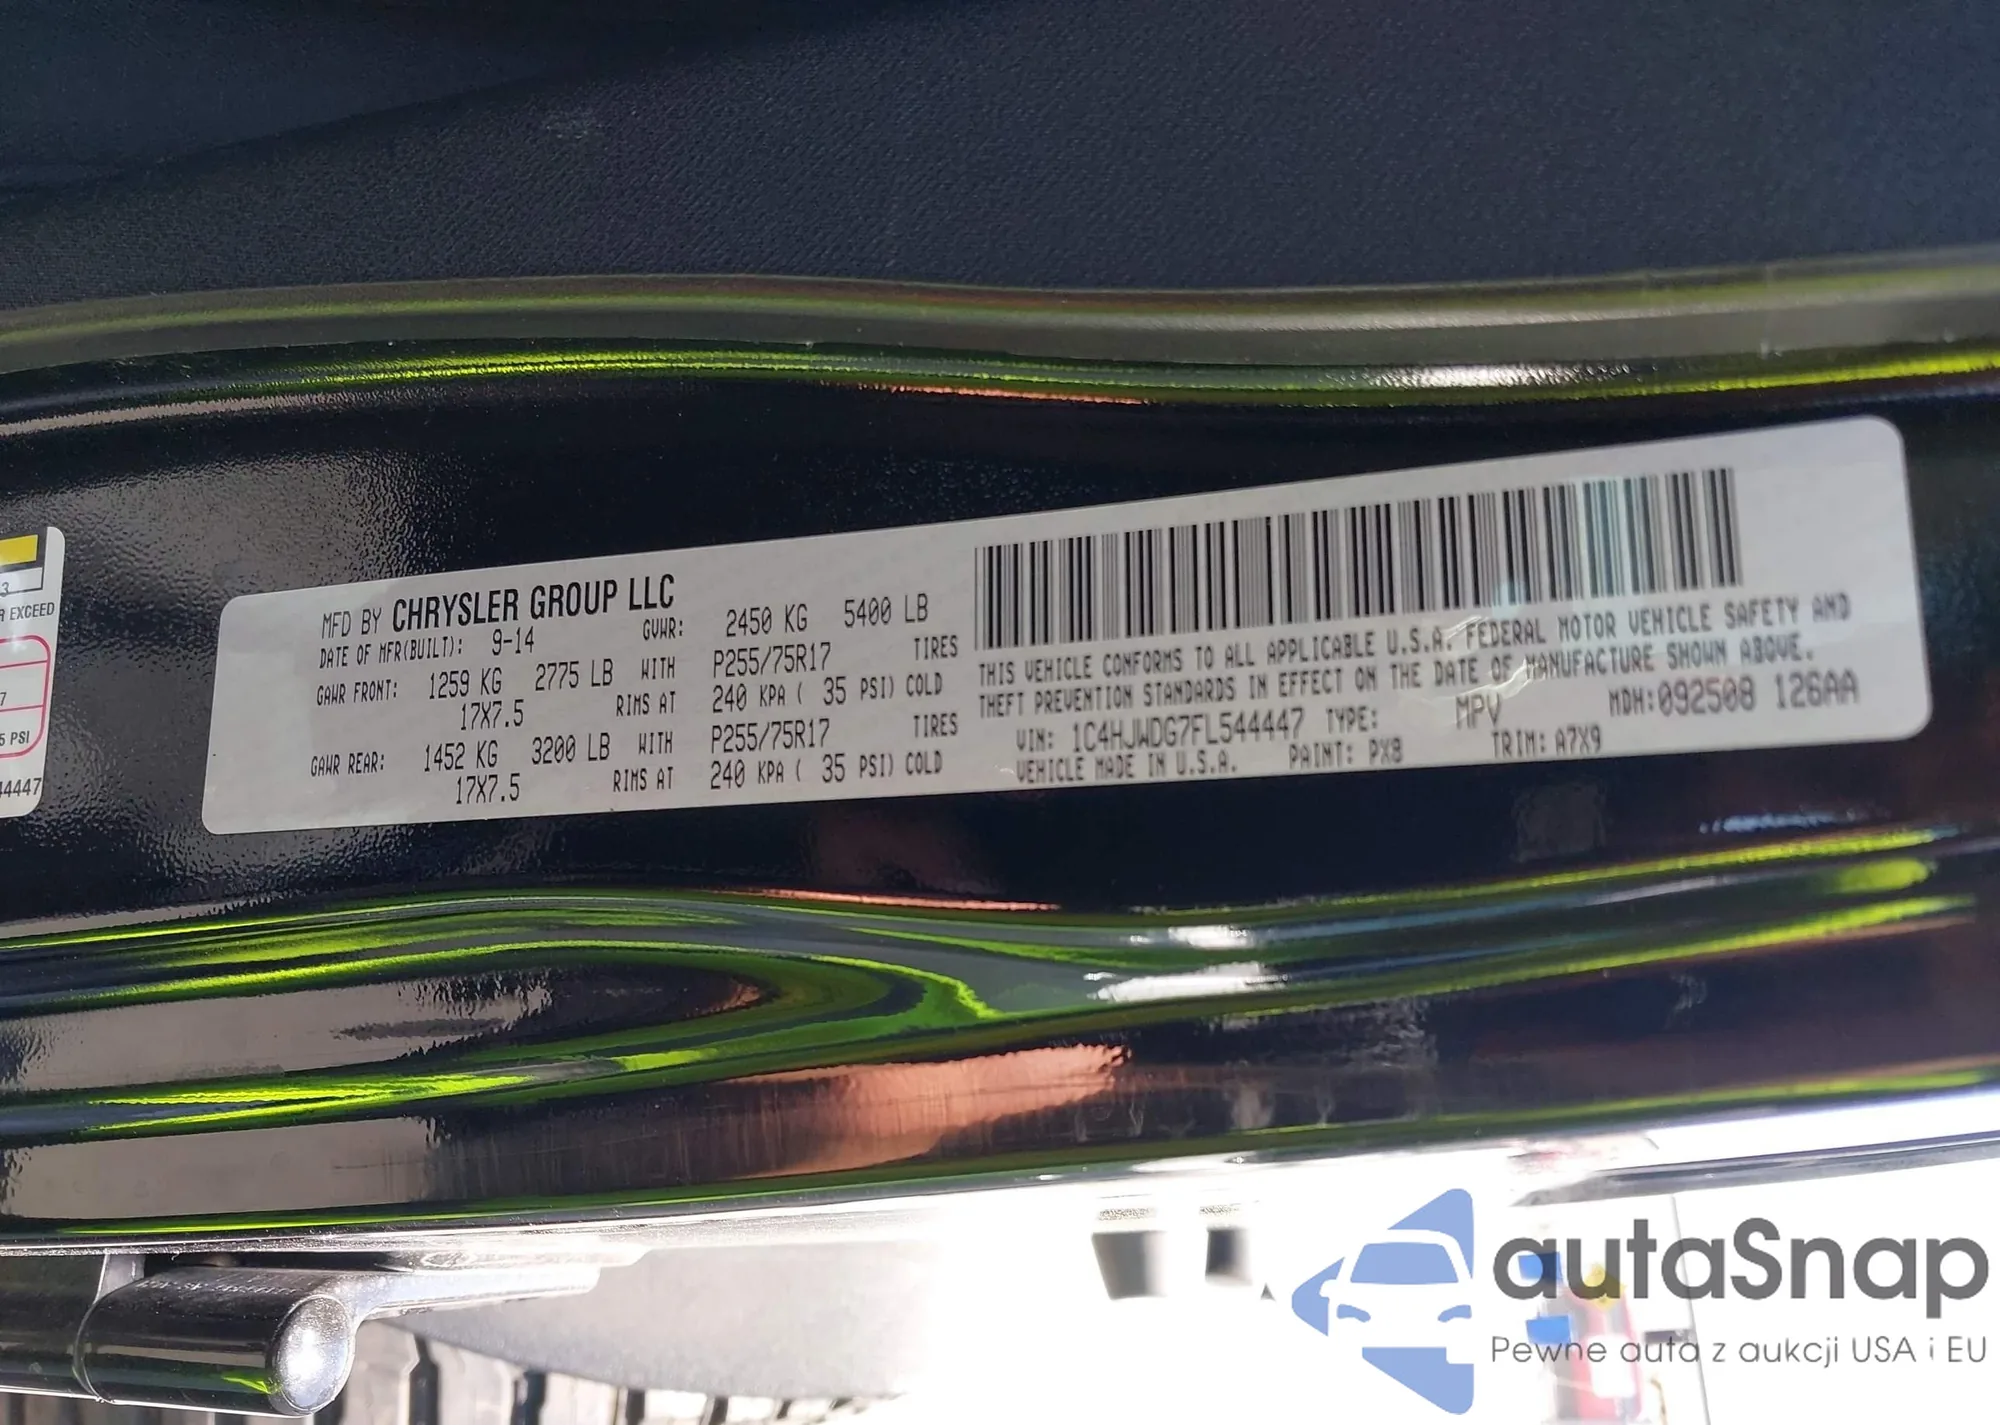 3
R EXCEED
7
5 PSI
44447
MFD BY CHRYSLER GROUP LLC
DATE OF MFR(BUILT): 9-14 GVWR: 2450 KG 5400 LB
GAWR FRONT: 1259 KG 2775 LB WITH P255/75R17 TIRES
17X7.5 RIMS AT 240 KPA ( 35 PSI) COLD
GAWR REAR: 1452 KG 3200 LB WITH P255/75R17 TIRES
17X7.5 RIMS AT 240 KPA ( 35 PSI) COLD
THIS VEHICLE CONFORMS TO ALL APPLICABLE U.S.A. FEDERAL MOTOR VEHICLE SAFETY AND
THEFT PREVENTION STANDARDS IN EFFECT ON THE DATE OF MANUFACTURE SHOWN ABOVE.
VIN: 1C4HJWDG7FL544447 TYPE: MPV MDH:092508 126AA
VEHICLE MADE IN U.S.A. PAINT: PX8 TRIM: A7X9
autaSnap
Pewne auta z aukcji USA i EU